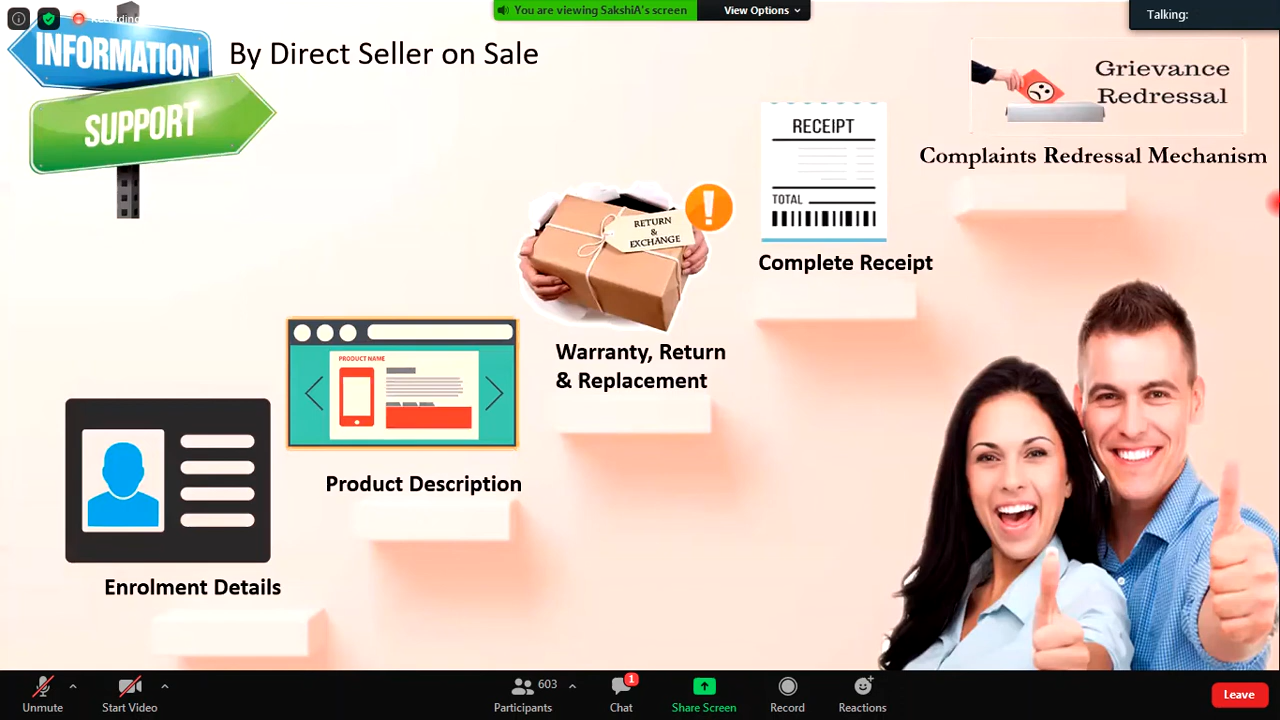 Recording
You are viewing SakshiA's screen
View Options
Talking:
INFORMATION
SUPPORT
By Direct Seller on Sale
Grievance
Redressal
Complaints Redressal Mechanism
RECEIPT
TOTAL
Complete Receipt
RETURN
&
EXCHANGE
Warranty, Return
& Replacement
PRODUCT NAME
Product Description
Enrolment Details
Unmute
Start Video
603
Participants
1
Chat
Share Screen
Record
Reactions
Leave